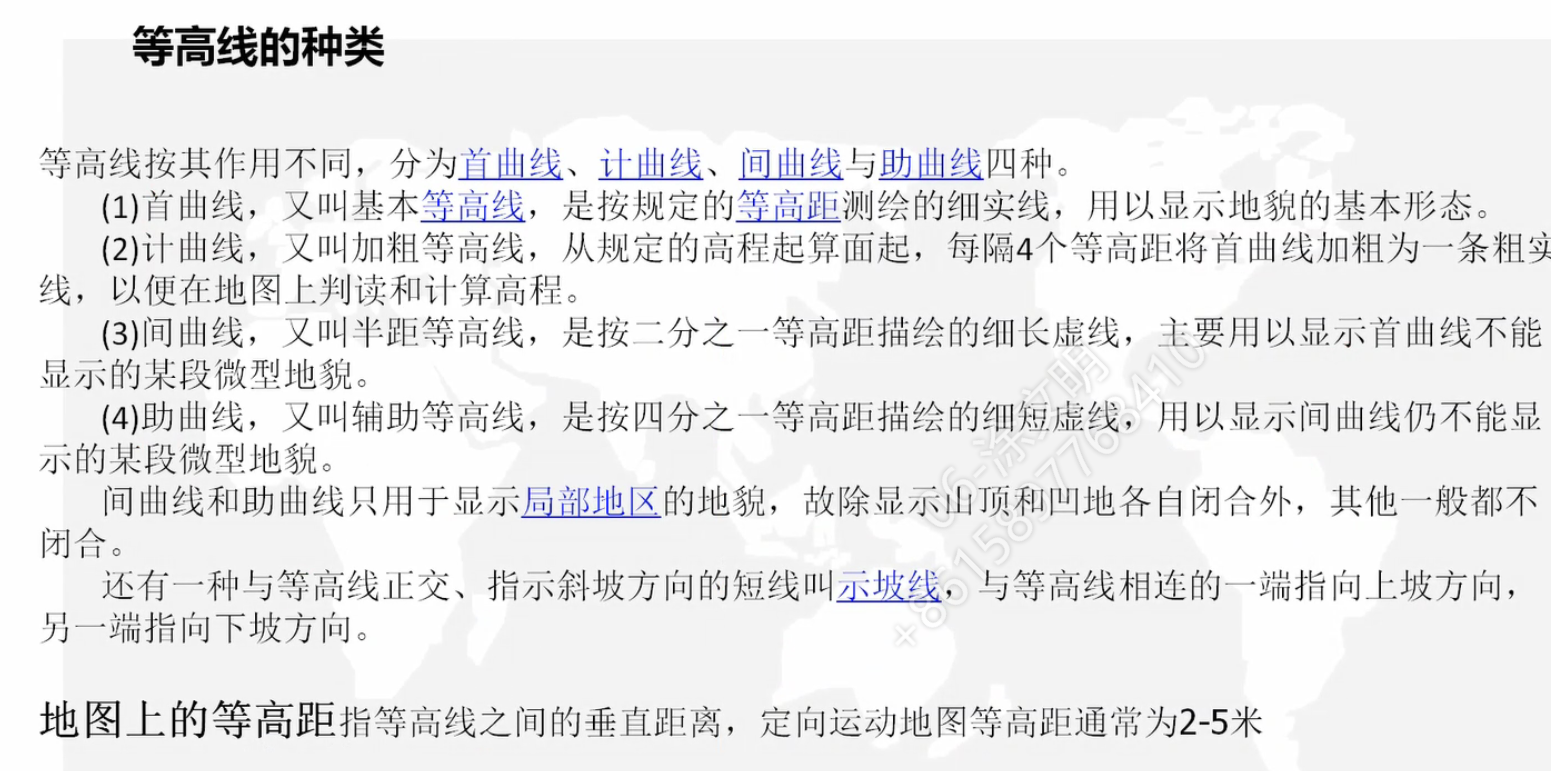 等高线的种类
等高线按其作用不同，分为首曲线、计曲线、间曲线与助曲线四种。
(1)首曲线，又叫基本等高线，是按规定的等高距测绘的细实线，用以显示地貌的基本形态。
(2)计曲线，又叫加粗等高线，从规定的高程起算面起，每隔4个等高距将首曲线加粗为一条粗实
线，以便在地图上判读和计算高程。
(3)间曲线，又叫半距等高线，是按二分之一等高距描绘的细长虚线，主要用以显示首曲线不能
显示的某段微型地貌。
(4)助曲线，又叫辅助等高线，是按四分之一等高距描绘的细短虚线，用以显示间曲线仍不能显
示的某段微型地貌。
间曲线和助曲线只用于显示局部地区的地貌，故除显示山顶和凹地各自闭合外，其他一般都不
闭合。
还有一种与等高线正交、指示斜坡方向的短线叫示坡线，与等高线相连的一端指向上坡方向，
另一端指向下坡方向。
地图上的等高距指等高线之间的垂直距离，定向运动地图等高距通常为2-5米